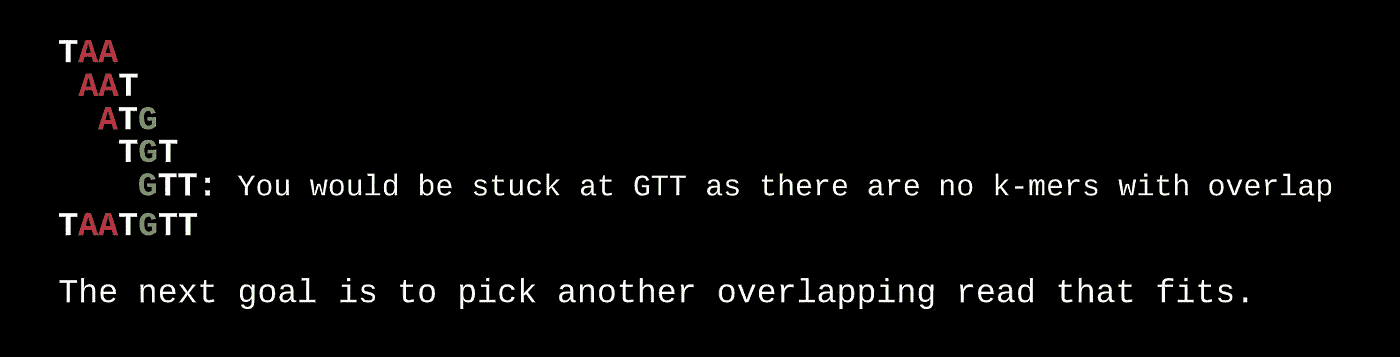 TAA
AAT
ATG
TGT
GTT: You would be stuck at GTT as there are no k-mers with overlap
TAATGTT
The next goal is to pick another overlapping read that fits.